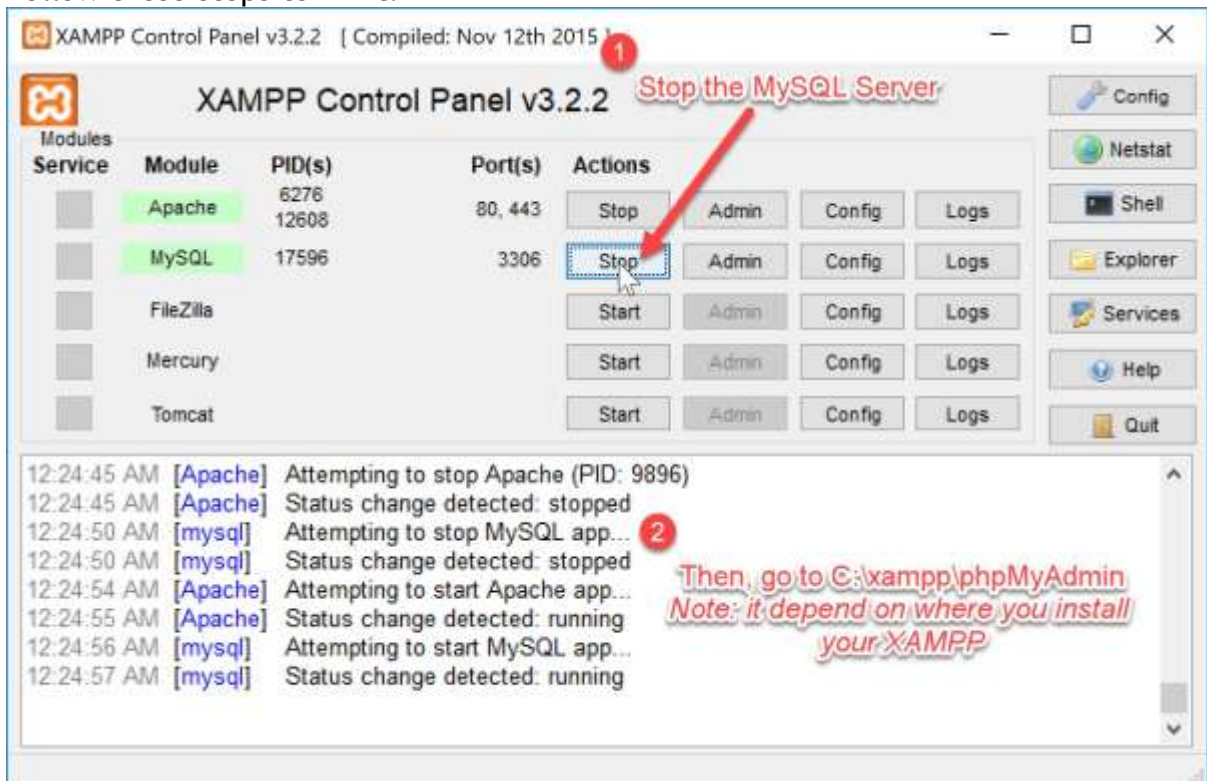 XAMPP Control Panel v3.2.2 [ Compiled: Nov 12th 2015 ]
1
Stop the MySQL Server
XAMPP Control Panel v3.2.2
Config
Modules
Service Module PID(s) Port(s) Actions
Netstat
Apache 6276 12608 80, 443 Stop Admin Config Logs
Shell
MySQL 17596 3306 Stop Admin Config Logs
Explorer
FileZilla Start Admin Config Logs
Services
Mercury Start Admin Config Logs
Help
Tomcat Start Admin Config Logs
Quit
12:24:45 AM [Apache] Attempting to stop Apache (PID: 9896)
12:24:45 AM [Apache] Status change detected: stopped
12:24:50 AM [mysql] Attempting to stop MySQL app...
12:24:50 AM [mysql] Status change detected: stopped
12:24:54 AM [Apache] Attempting to start Apache app...
12:24:55 AM [Apache] Status change detected: running
12:24:56 AM [mysql] Attempting to start MySQL app...
12:24:57 AM [mysql] Status change detected: running
2
Then, go to C:\xampp\phpMyAdmin
Note: it depend on where you install
your XAMPP